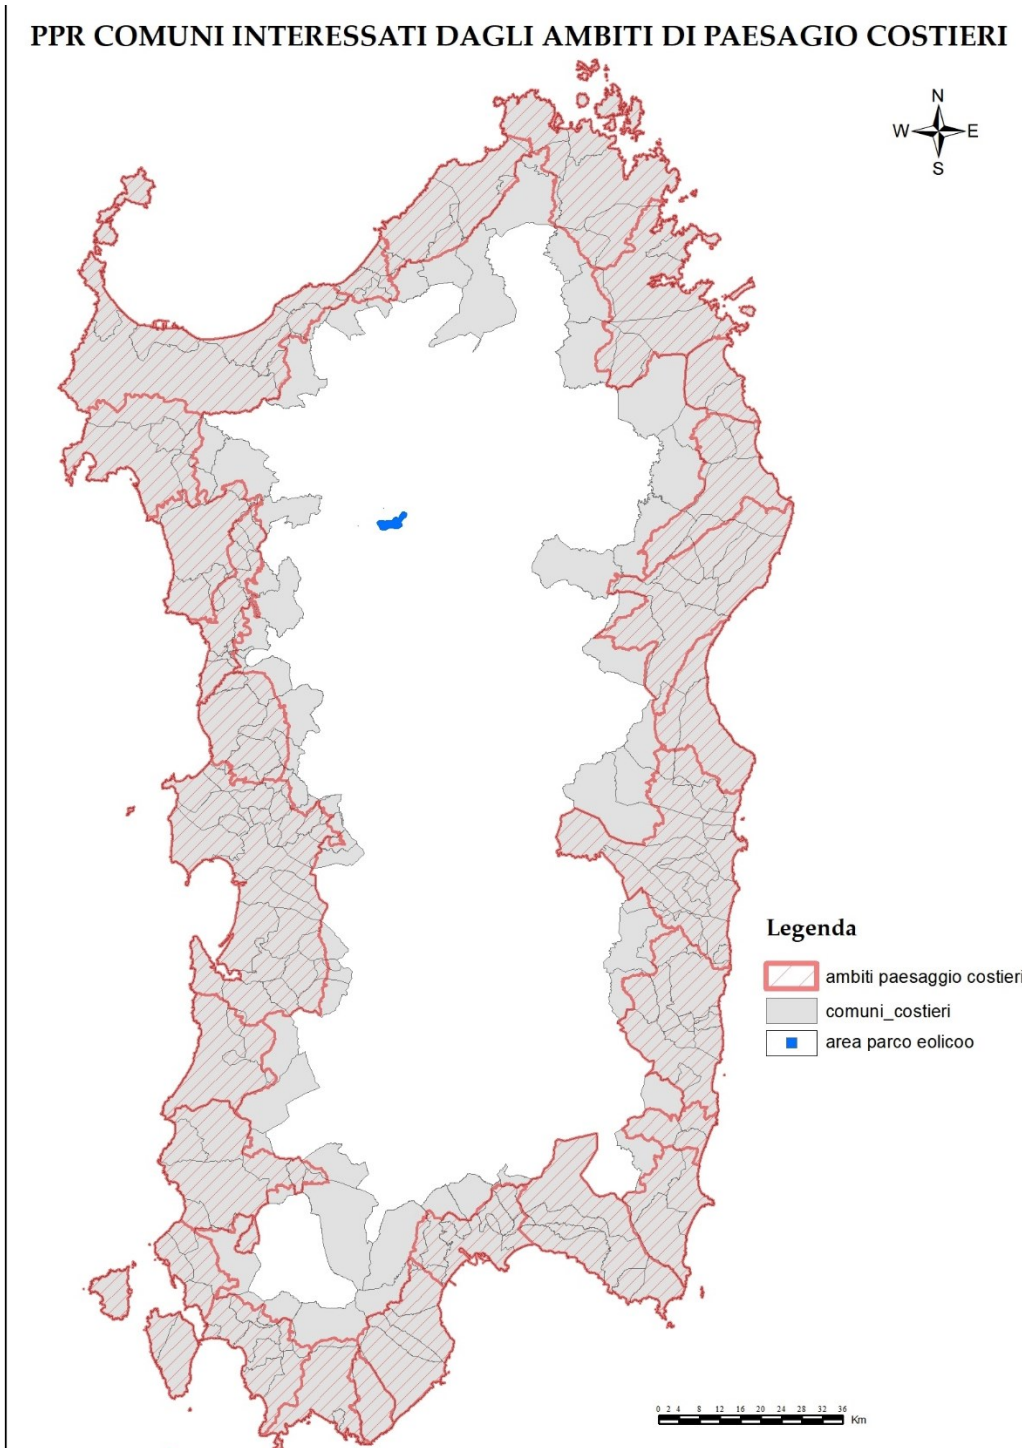 PPR COMUNI INTERESSATI DAGLI AMBITI DI PAESAGIO COSTIERI
N
W E
S
Legenda
ambiti paesaggio costieri
comuni_costieri
area parco eolicoo
0 2 4 8 12 16 20 24 28 32 36
Km